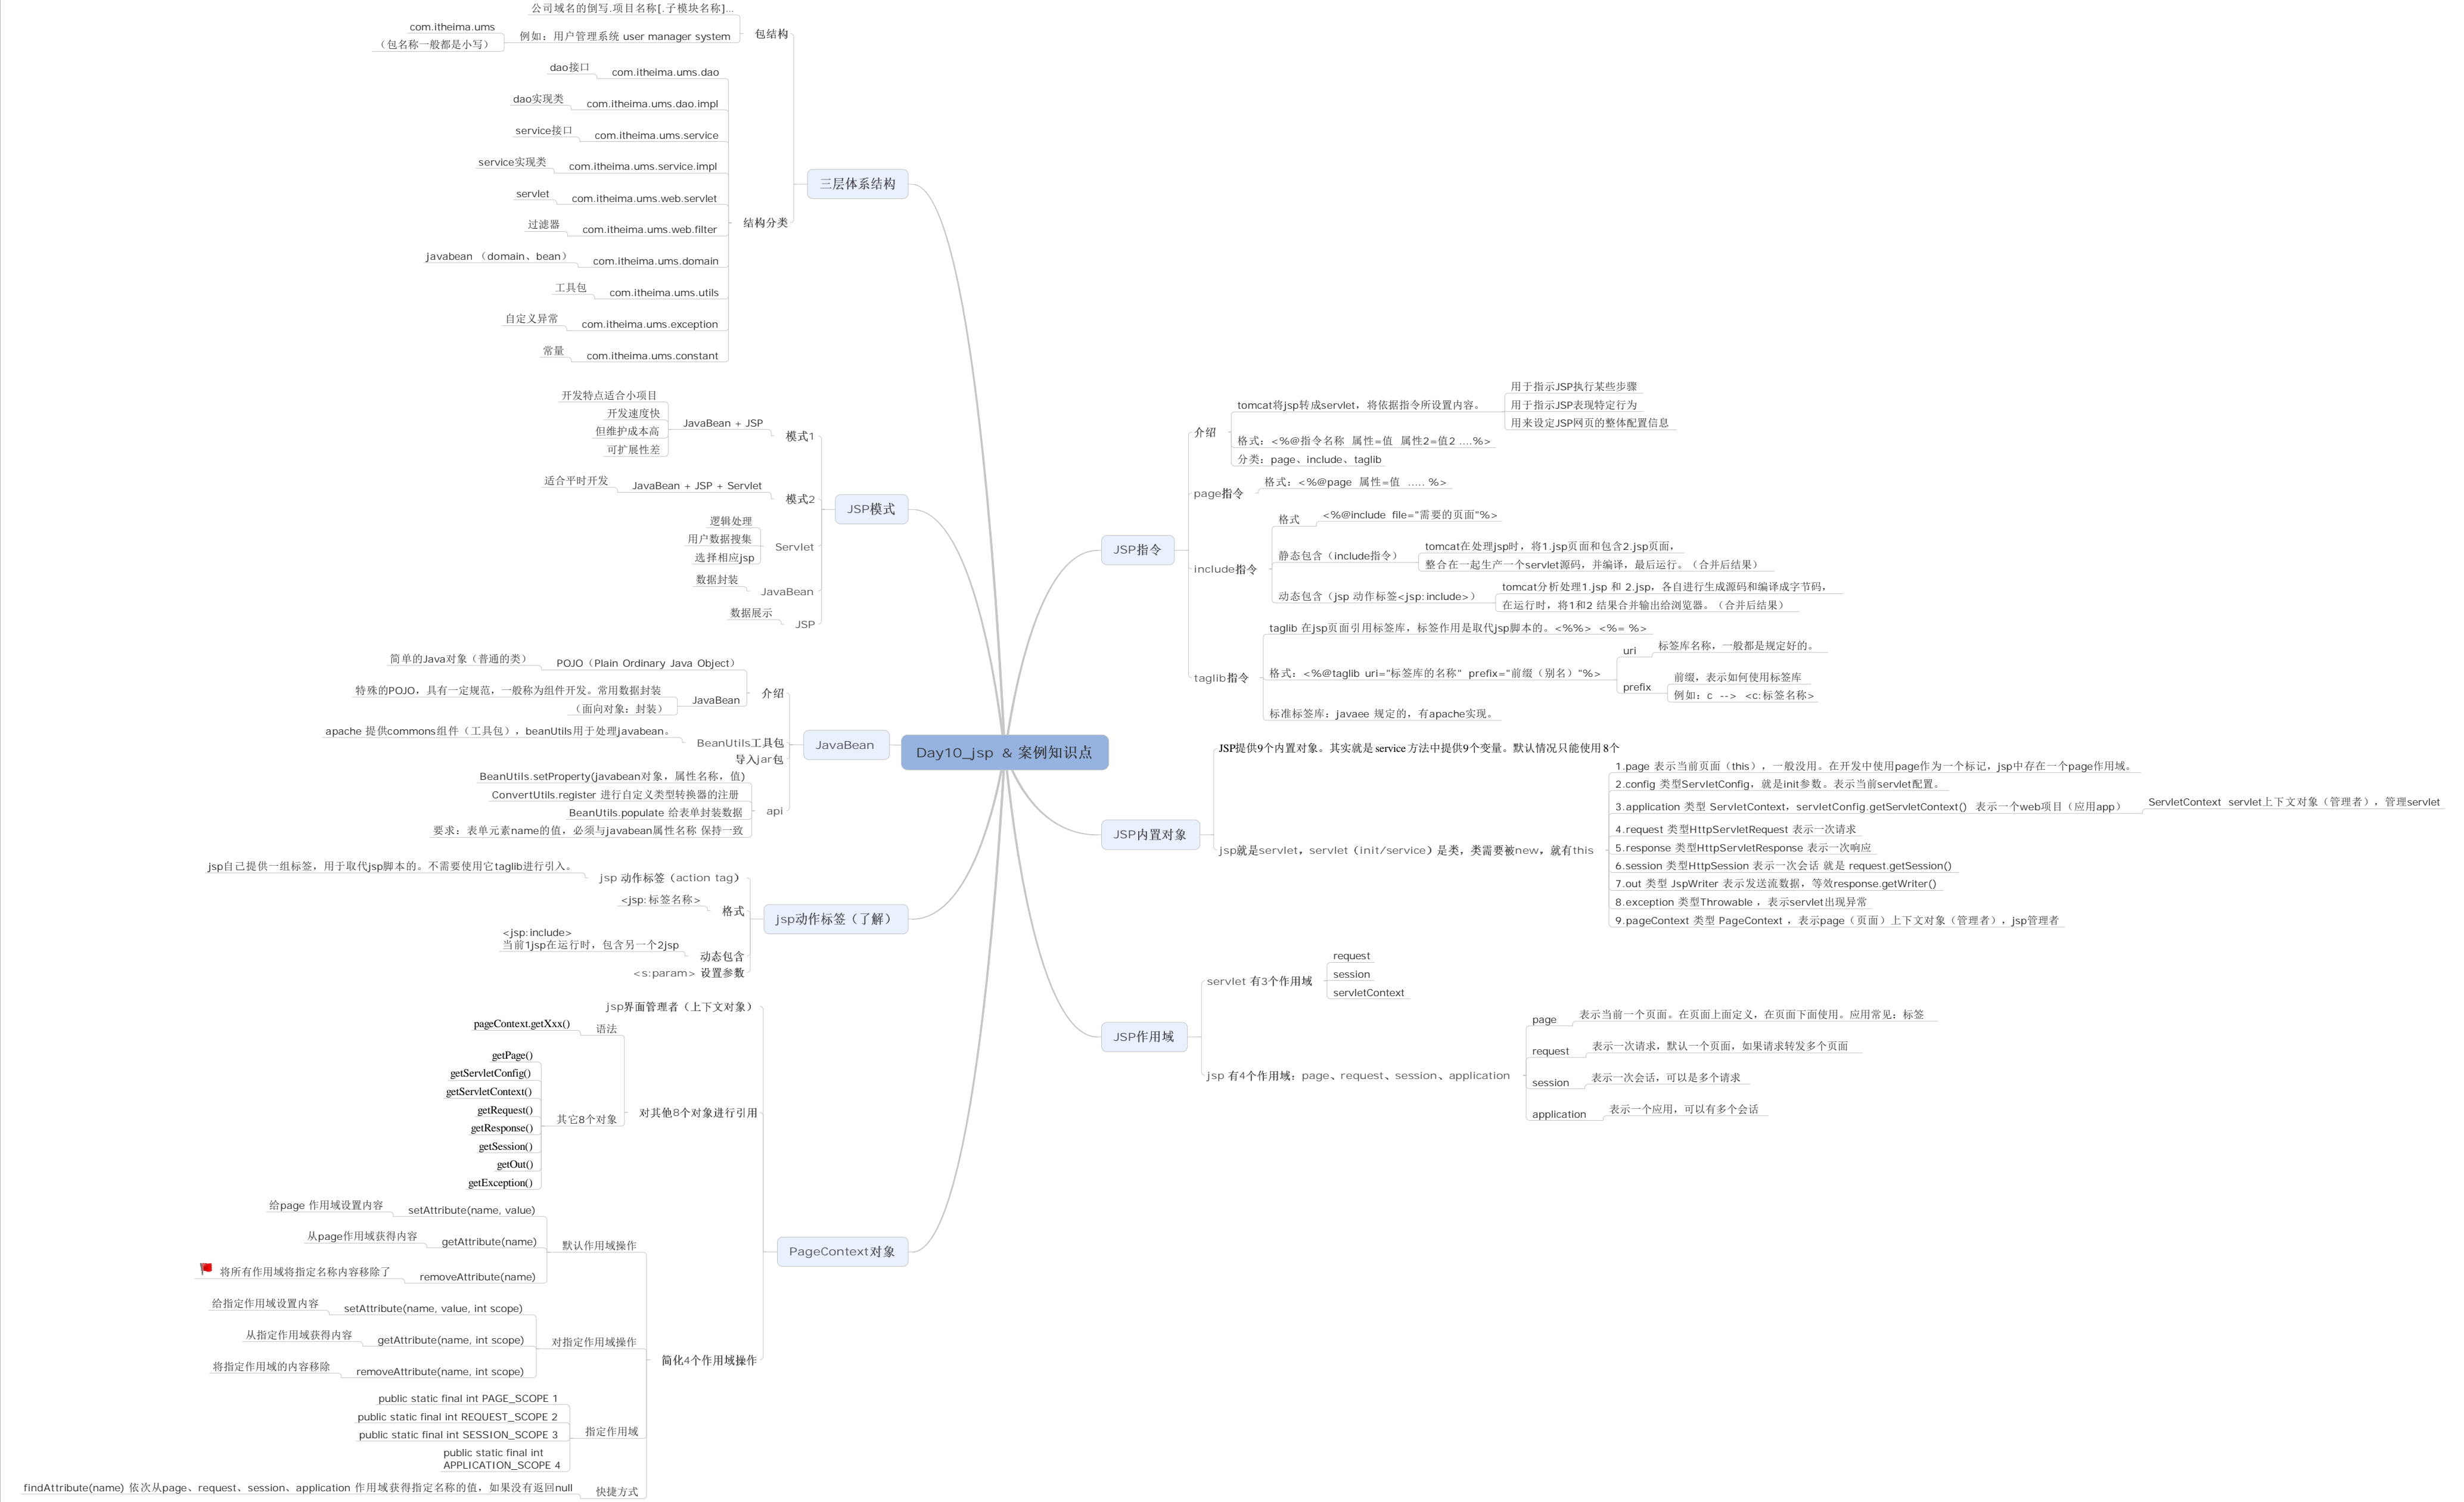 Day10_jsp & 案例知识点
三层体系结构
包结构
公司域名的倒写.项目名称[.子模块名称]...
例如：用户管理系统 user manager system
com.itheima.ums
（包名称一般都是小写）
结构分类
com.itheima.ums.dao
dao接口
com.itheima.ums.dao.impl
dao实现类
com.itheima.ums.service
service接口
com.itheima.ums.service.impl
service实现类
com.itheima.ums.web.servlet
servlet
com.itheima.ums.web.filter
过滤器
com.itheima.ums.domain
javabean （domain、bean）
com.itheima.ums.utils
工具包
com.itheima.ums.exception
自定义异常
com.itheima.ums.constant
常量
JSP模式
模式1
JavaBean + JSP
开发特点适合小项目
开发速度快
但维护成本高
可扩展性差
模式2
JavaBean + JSP + Servlet
适合平时开发
Servlet
逻辑处理
用户数据搜集
选择相应jsp
JavaBean
数据封装
JSP
数据展示
JavaBean
介绍
POJO（Plain Ordinary Java Object）
简单的Java对象（普通的类）
JavaBean
特殊的POJO，具有一定规范，一般称为组件开发。常用数据封装
（面向对象：封装）
BeanUtils工具包
apache 提供commons组件（工具包），beanUtils用于处理javabean。
导入jar包
api
BeanUtils.setProperty(javabean对象，属性名称，值)
ConvertUtils.register 进行自定义类型转换器的注册
BeanUtils.populate 给表单封装数据
要求：表单元素name的值，必须与javabean属性名称 保持一致
jsp动作标签（了解）
jsp 动作标签（action tag）
jsp自己提供一组标签，用于取代jsp脚本的。不需要使用它taglib进行引入。
格式
<jsp:标签名称>
动态包含
<jsp:include>
当前1jsp在运行时，包含另一个2jsp
<s:param> 设置参数
PageContext对象
jsp界面管理者（上下文对象）
对其他8个对象进行引用
语法
pageContext.getXxx()
其它8个对象
getPage()
getServletConfig()
getServletContext()
getRequest()
getResponse()
getSession()
getOut()
getException()
简化4个作用域操作
默认作用域操作
setAttribute(name, value)
给page 作用域设置内容
getAttribute(name)
从page作用域获得内容
removeAttribute(name)
将所有作用域将指定名称内容移除了
对指定作用域操作
setAttribute(name, value, int scope)
给指定作用域设置内容
getAttribute(name, int scope)
从指定作用域获得内容
removeAttribute(name, int scope)
将指定作用域的内容移除
指定作用域
public static final int PAGE_SCOPE 1
public static final int REQUEST_SCOPE 2
public static final int SESSION_SCOPE 3
public static final int
APPLICATION_SCOPE 4
快捷方式
findAttribute(name) 依次从page、request、session、application 作用域获得指定名称的值，如果没有返回null
JSP指令
介绍
tomcat将jsp转成servlet，将依据指令所设置内容。
用于指示JSP执行某些步骤
用于指示JSP表现特定行为
用来设定JSP网页的整体配置信息
格式：<%@指令名称 属性=值 属性2=值2 ....%>
分类：page、include、taglib
page指令
格式：<%@page 属性=值 ..... %>
include指令
格式
<%@include file="需要的页面"%>
静态包含（include指令）
tomcat在处理jsp时，将1.jsp页面和包含2.jsp页面，
整合在一起生产一个servlet源码，并编译，最后运行。（合并后结果）
动态包含（jsp 动作标签<jsp:include>）
tomcat分析处理1.jsp 和 2.jsp，各自进行生成源码和编译成字节码，
在运行时，将1和2 结果合并输出给浏览器。（合并后结果）
taglib指令
taglib 在jsp页面引用标签库，标签作用是取代jsp脚本的。<%%> <%= %>
格式：<%@taglib uri="标签库的名称" prefix="前缀（别名）"%>
uri
标签库名称，一般都是规定好的。
prefix
前缀，表示如何使用标签库
例如：c --> <c:标签名称>
标准标签库：javaee 规定的，有apache实现。
JSP内置对象
JSP提供9个内置对象。其实就是 service 方法中提供9个变量。默认情况只能使用 8个
jsp就是servlet，servlet（init/service）是类，类需要被new，就有this
1.page 表示当前页面（this），一般没用。在开发中使用page作为一个标记，jsp中存在一个page作用域。
2.config 类型ServletConfig，就是init参数。表示当前servlet配置。
3.application 类型 ServletContext，servletConfig.getServletContext() 表示一个web项目（应用app）
ServletContext servlet上下文对象（管理者），管理servlet
4.request 类型HttpServletRequest 表示一次请求
5.response 类型HttpServletResponse 表示一次响应
6.session 类型HttpSession 表示一次会话 就是 request.getSession()
7.out 类型 JspWriter 表示发送流数据，等效response.getWriter()
8.exception 类型Throwable ，表示servlet出现异常
9.pageContext 类型 PageContext ，表示page（页面）上下文对象（管理者），jsp管理者
JSP作用域
servlet 有3个作用域
request
session
servletContext
jsp 有4个作用域：page、request、session、application
page
表示当前一个页面。在页面上面定义，在页面下面使用。应用常见：标签
request
表示一次请求，默认一个页面，如果请求转发多个页面
session
表示一次会话，可以是多个请求
application
表示一个应用，可以有多个会话